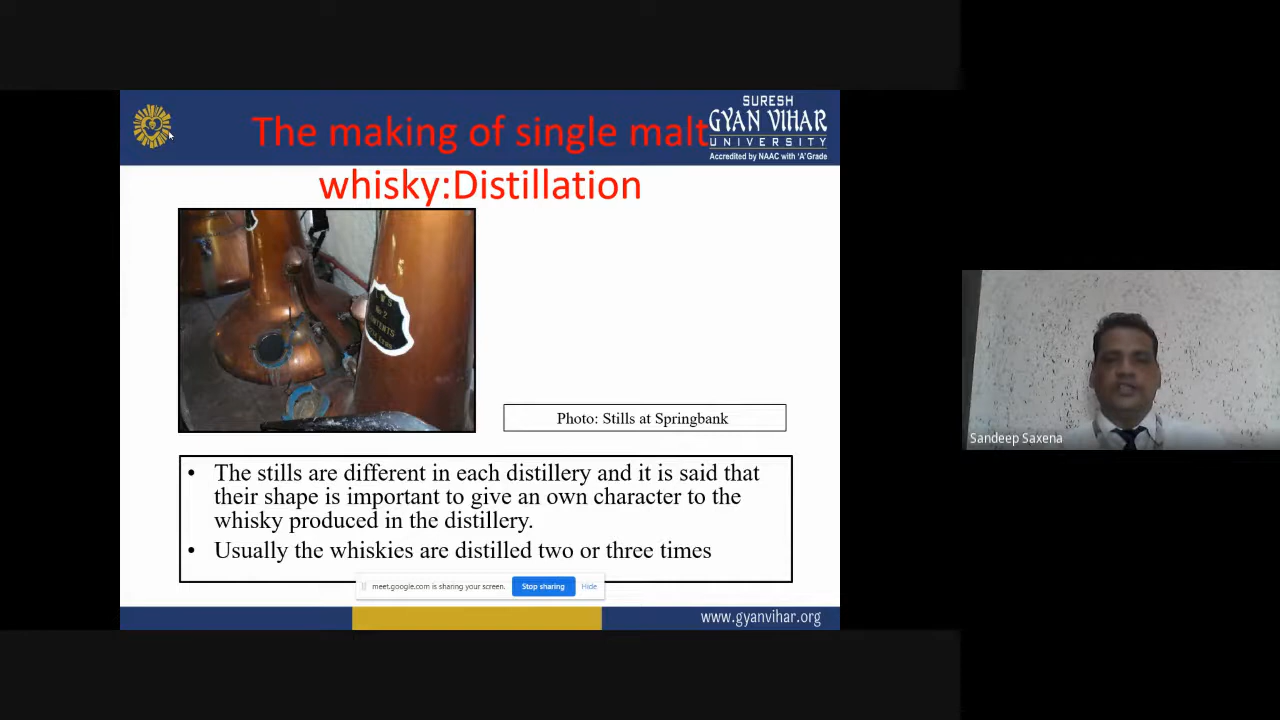 SURESH
GYAN VIHAR
UNIVERSITY
Accredited by NAAC with 'A' Grade
The making of single malt
whisky:Distillation
No 2
CONTENTS
Photo: Stills at Springbank
• The stills are different in each distillery and it is said that
their shape is important to give an own character to the
whisky produced in the distillery.
• Usually the whiskies are distilled two or three times
meet.google.com is sharing your screen.
Stop sharing
Hide
www.gyanvihar.org
Sandeep Saxena